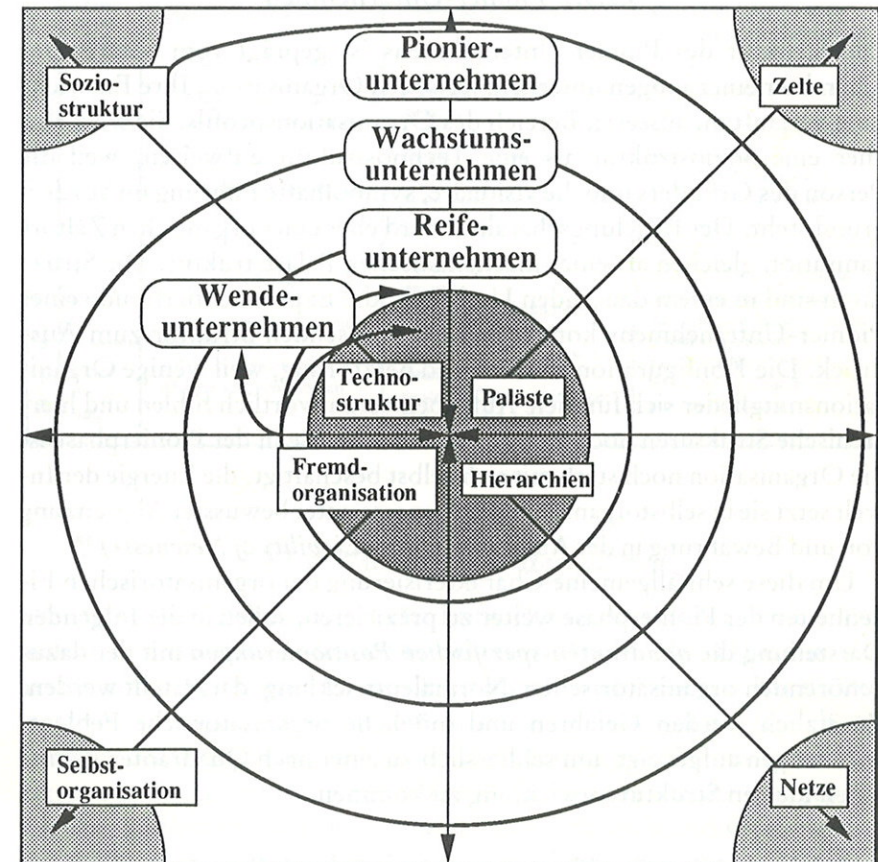 Pionier-
unternehmen
Sozio-
struktur
Zelte
Wachstums-
unternehmen
Reife-
unternehmen
Wende-
unternehmen
Techno-
struktur
Paläste
Fremd-
organisation
Hierarchien
Selbst-
organisation
Netze